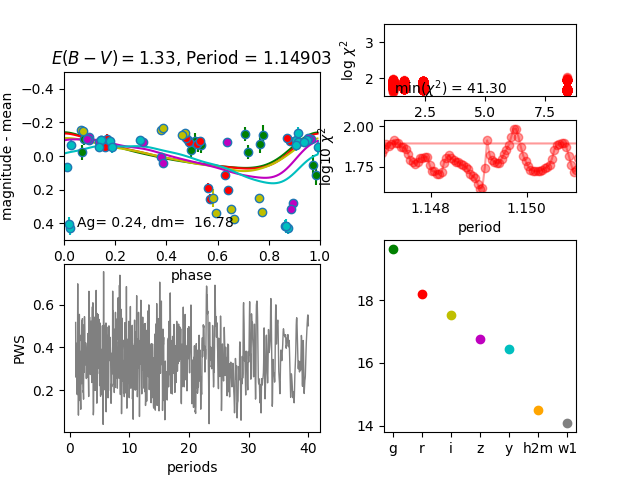 E(B − V) = 1.33, Period = 1.14903
magnitude - mean
−0.4
−0.2
0.0
0.2
0.4
Ag= 0.24, dm=  16.78
0.0 0.2 0.4 0.6 0.8 1.0
phase
log χ²
3
2
min(χ²) = 41.30
2.5 5.0 7.5
log10 χ²
2.00
1.75
1.148 1.150
period
PWS
0.6
0.4
0.2
0 10 20 30 40
periods
18
16
14
g r i z y h2m w1